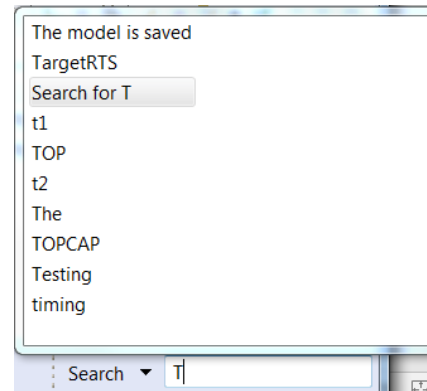 The model is saved
TargetRTS
Search for T
t1
TOP
t2
The
TOPCAP
Testing
timing
Search T